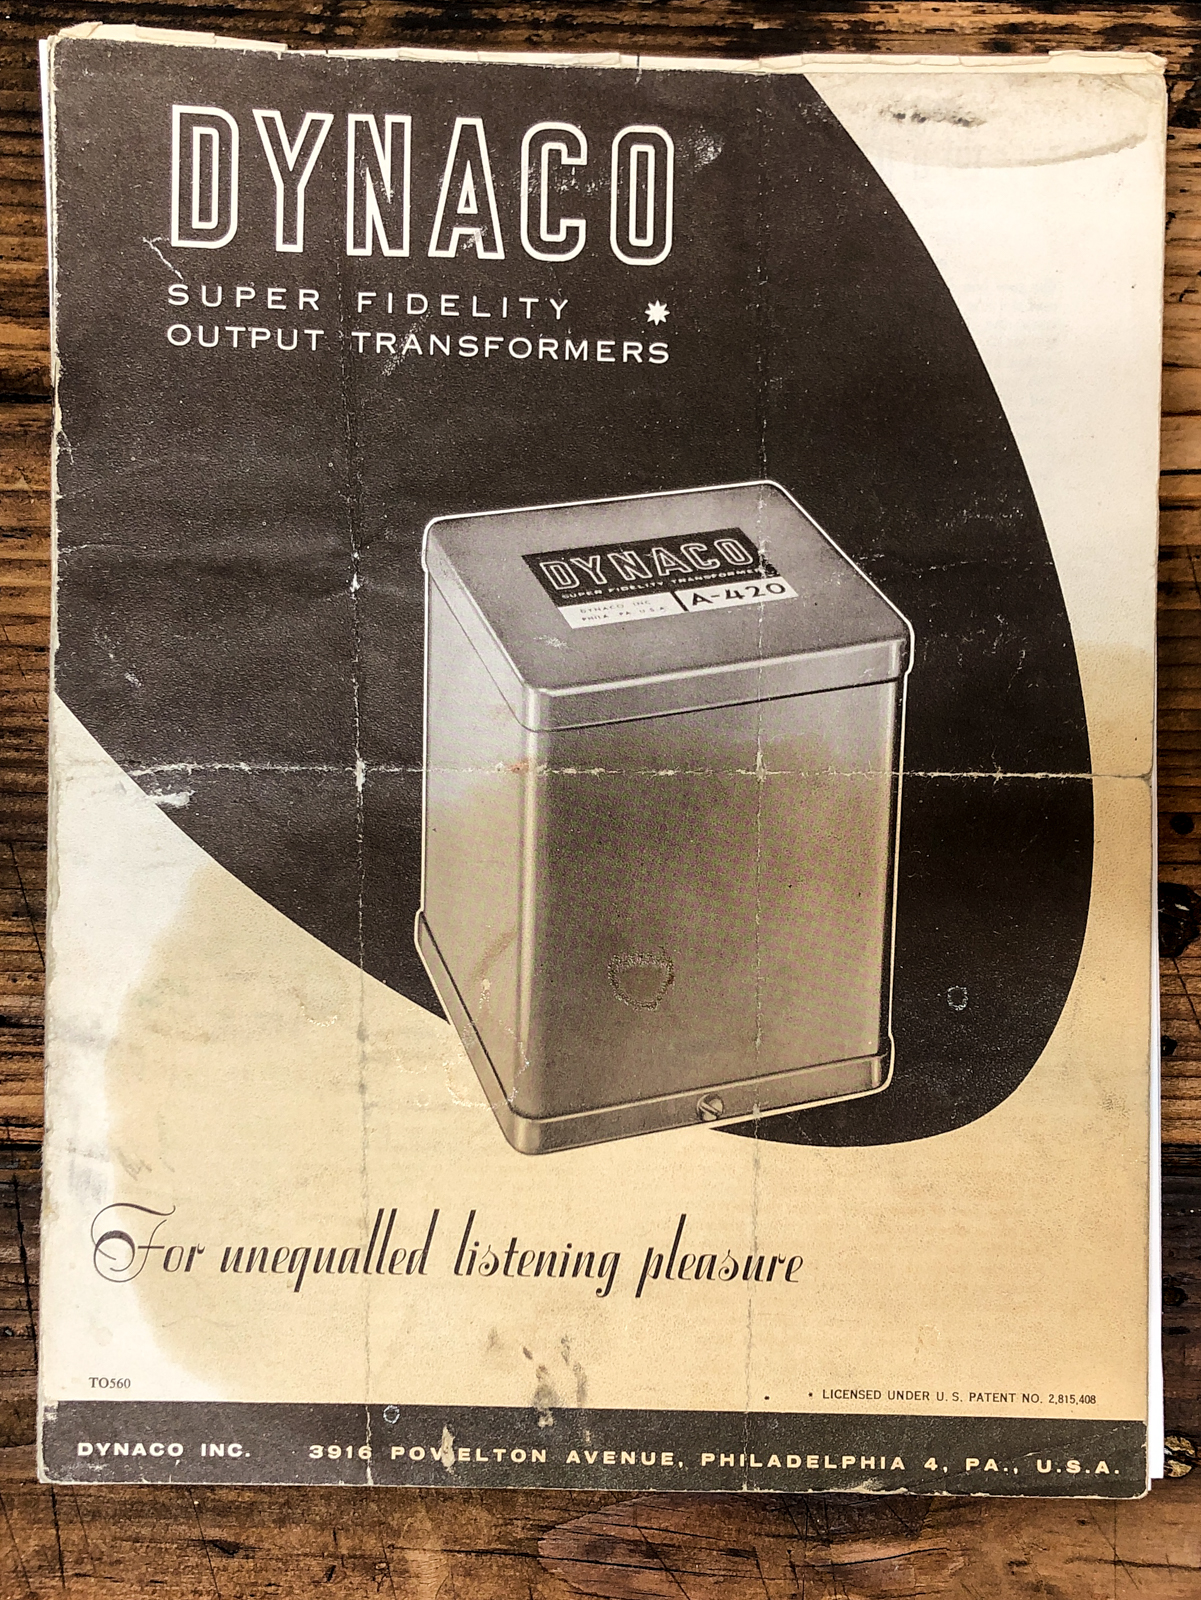 DYNACO
SUPER FIDELITY
OUTPUT TRANSFORMERS
DYNACO
SUPER FIDELITY TRANSFORMER
DYNACO INC
PHILA PA U.S.A.
A-420
For unequalled listening pleasure
TO560
• LICENSED UNDER U. S. PATENT NO. 2,815,408
DYNACO INC. 3916 POWELTON AVENUE, PHILADELPHIA 4, PA., U.S.A.